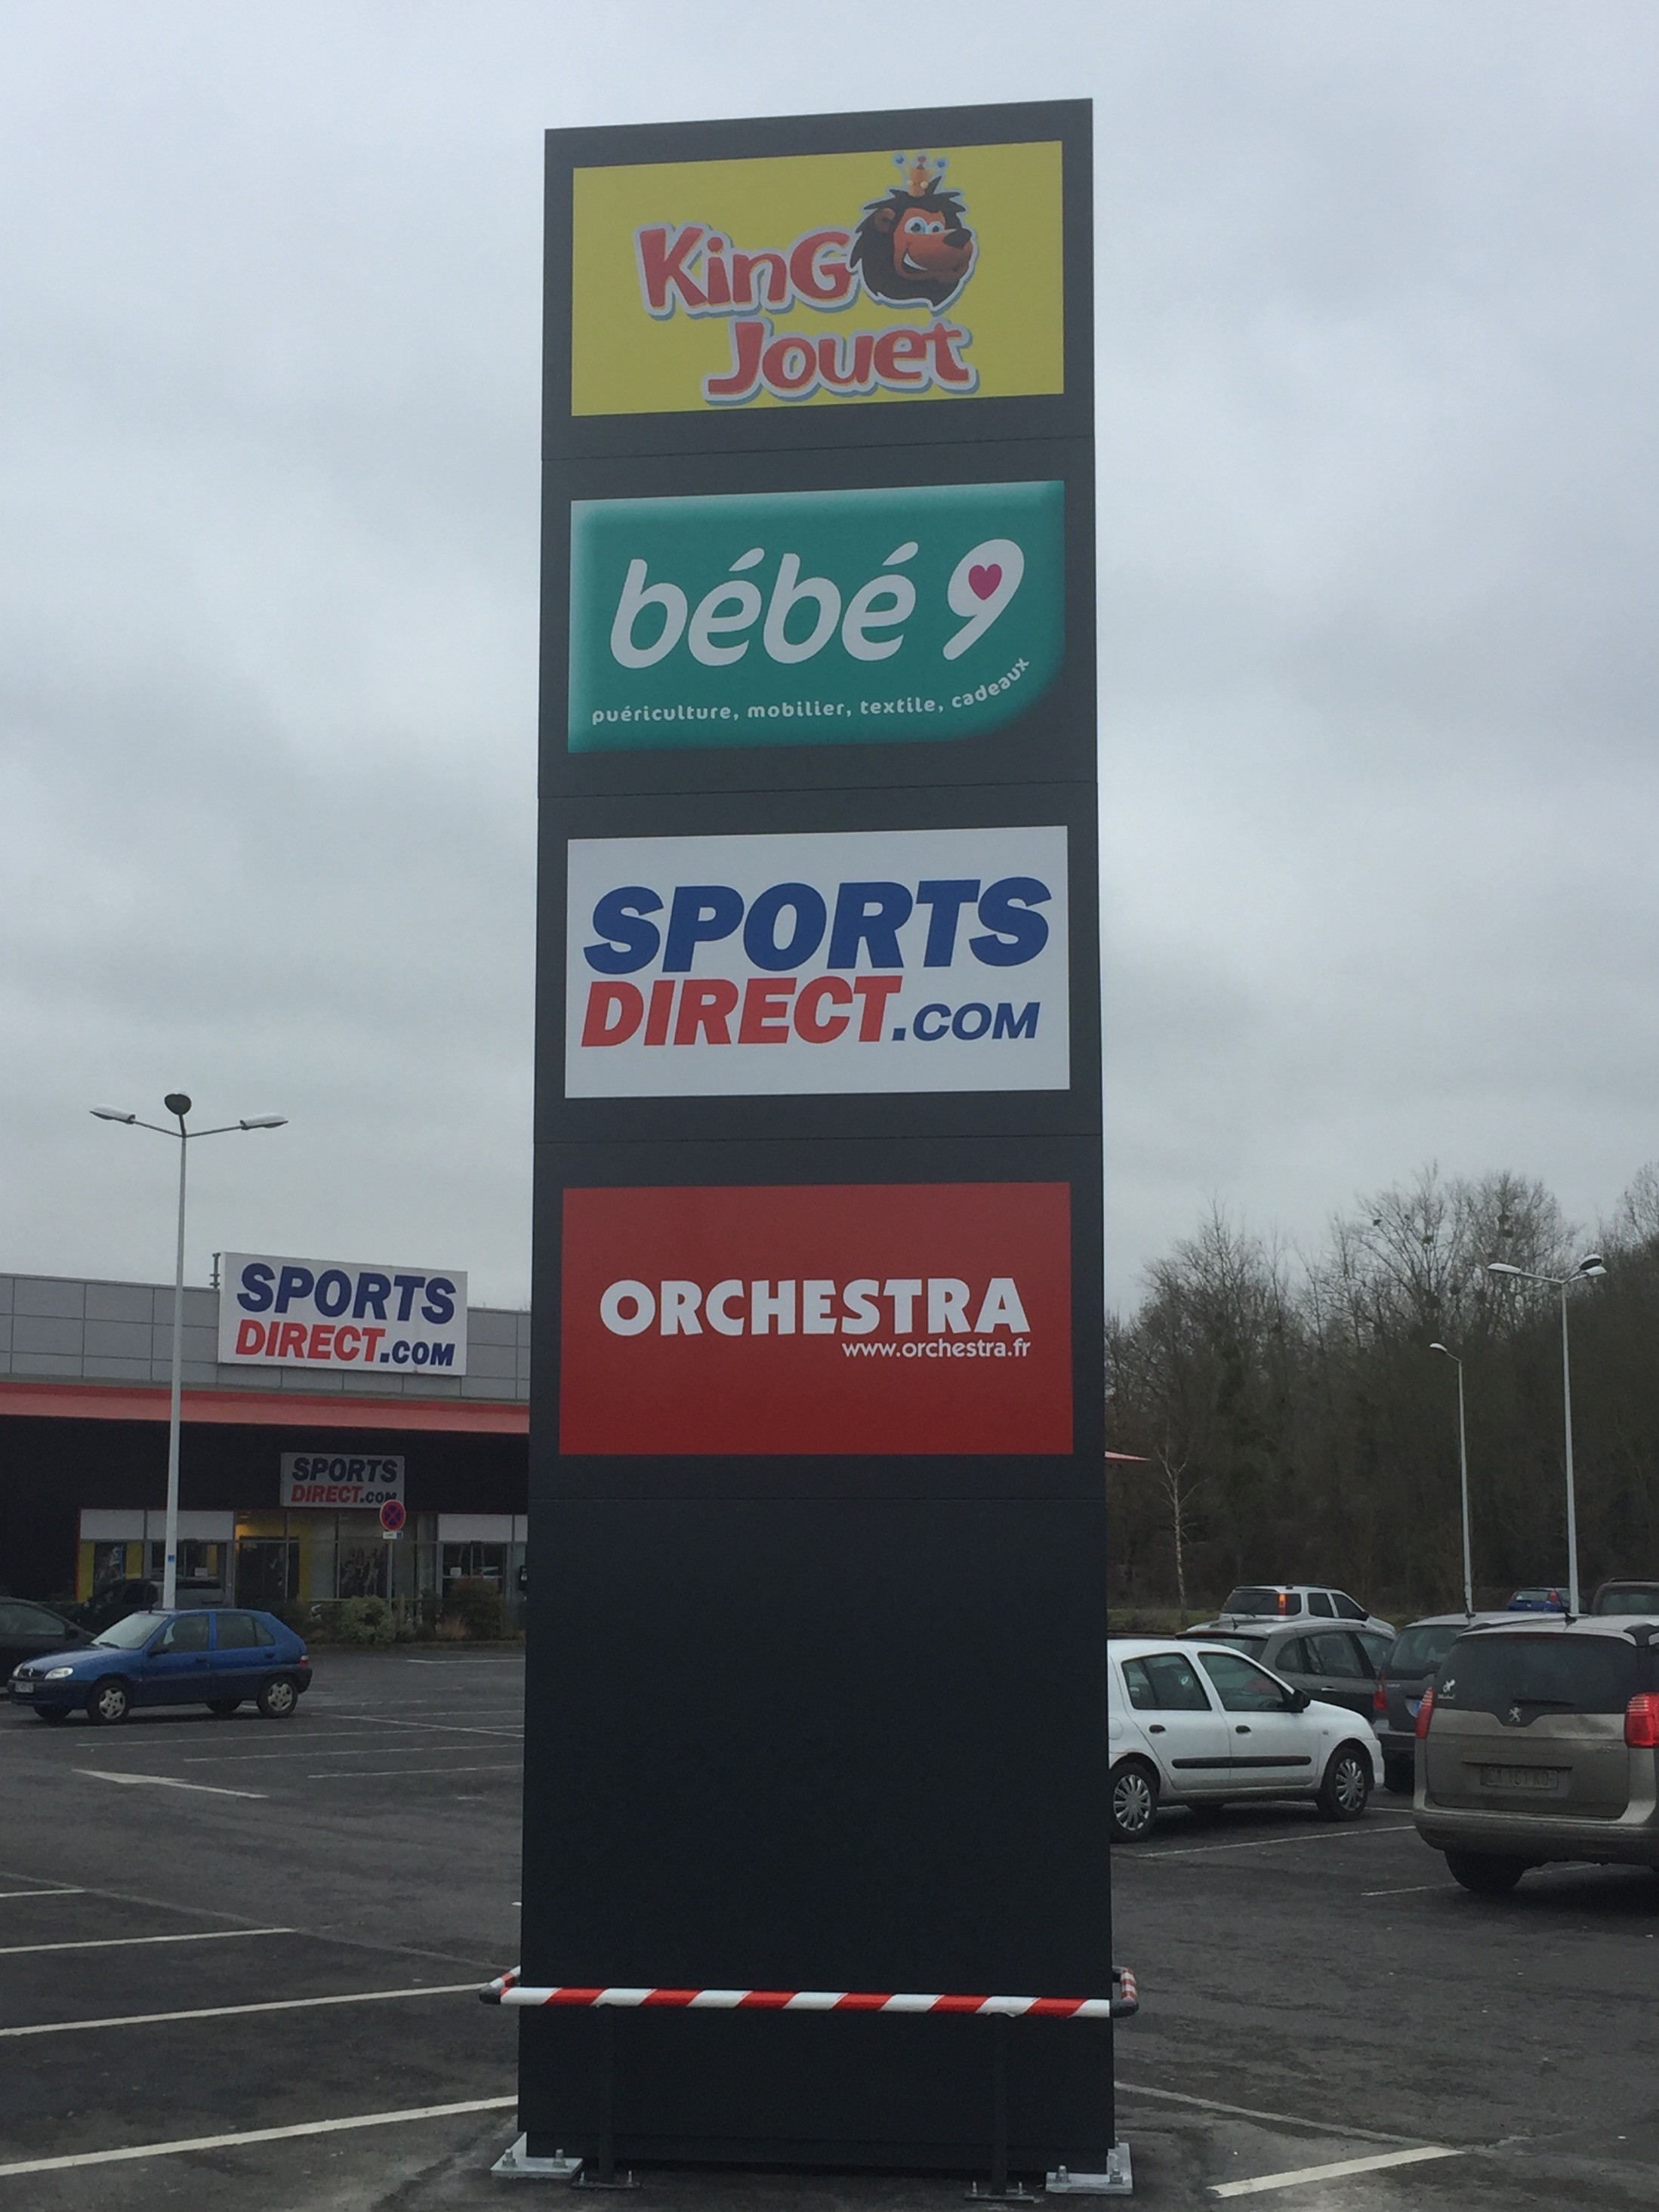 KinG
Jouet
bébé 9
puériculture, mobilier, textile, cadeaux
SPORTS
DIRECT.COM
ORCHESTRA
www.orchestra.fr
SPORTS
DIRECT.COM
SPORTS
DIRECT.COM